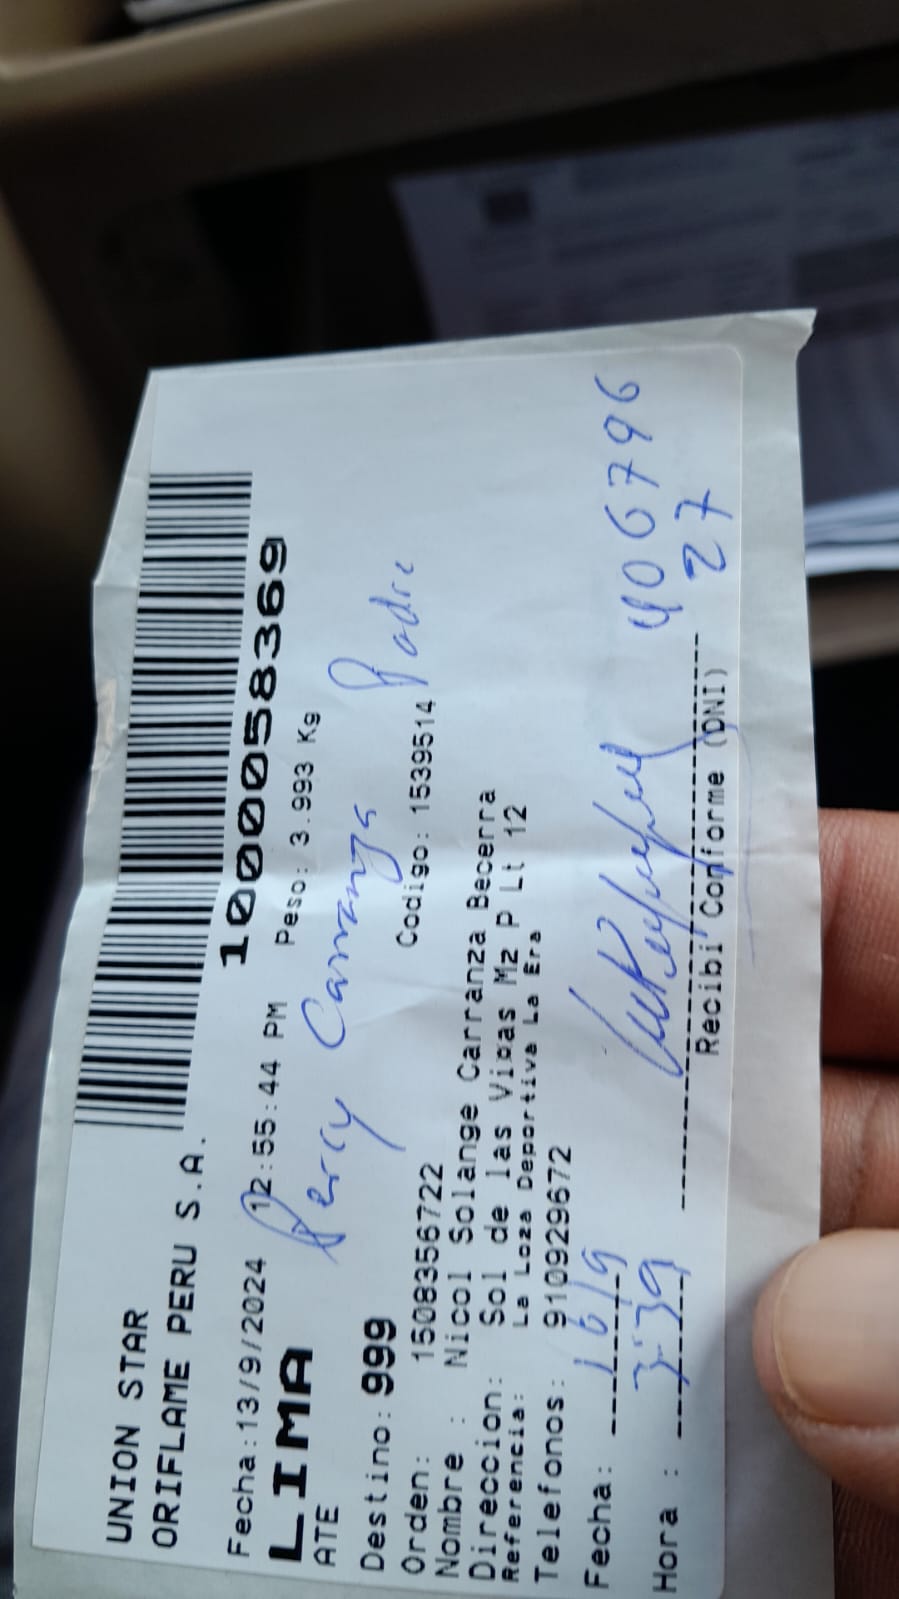 UNION STAR
ORIFLAME PERU S.A.
1000058369
Fecha:13/9/2024 12:55:44 PM Peso: 3.993 Kg
LIMA
ATE
Percy Carranza Padre
Destino: 999
Orden: 1508356722 Codigo: 1539514
Nombre : Nicol Solange Carranza Becerra
Direccion: Sol de las Vigas Mz P Lt 12
Referencia: La Loza Deportiva La Era
Telefonos: 910929672
Fecha: 16/9
406796
Hora : 3:39
27
Recibi' Conforme (DNI)